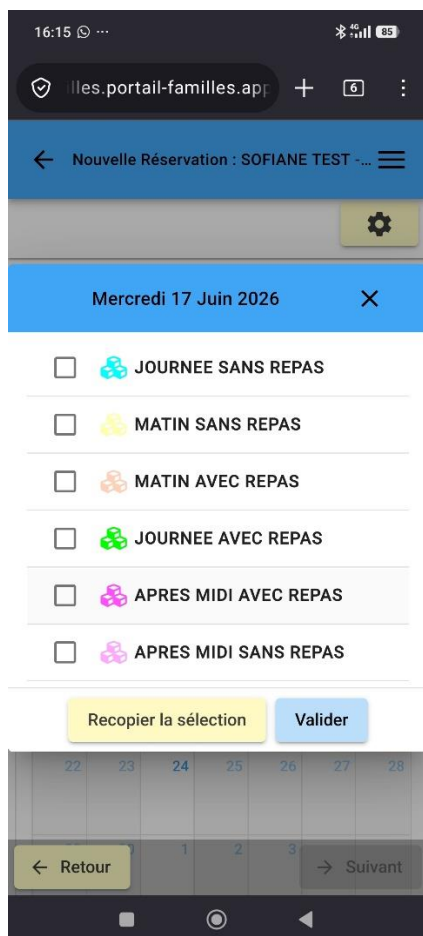 16:15
4G 85
illes.portail-familles.app
6
Nouvelle Réservation : SOFIANE TEST -...
Mercredi 17 Juin 2026
JOURNEE SANS REPAS
MATIN SANS REPAS
MATIN AVEC REPAS
JOURNEE AVEC REPAS
APRES MIDI AVEC REPAS
APRES MIDI SANS REPAS
Recopier la sélection Valider
22 23 24 25 26 27 28
1 2 3
Retour Suivant